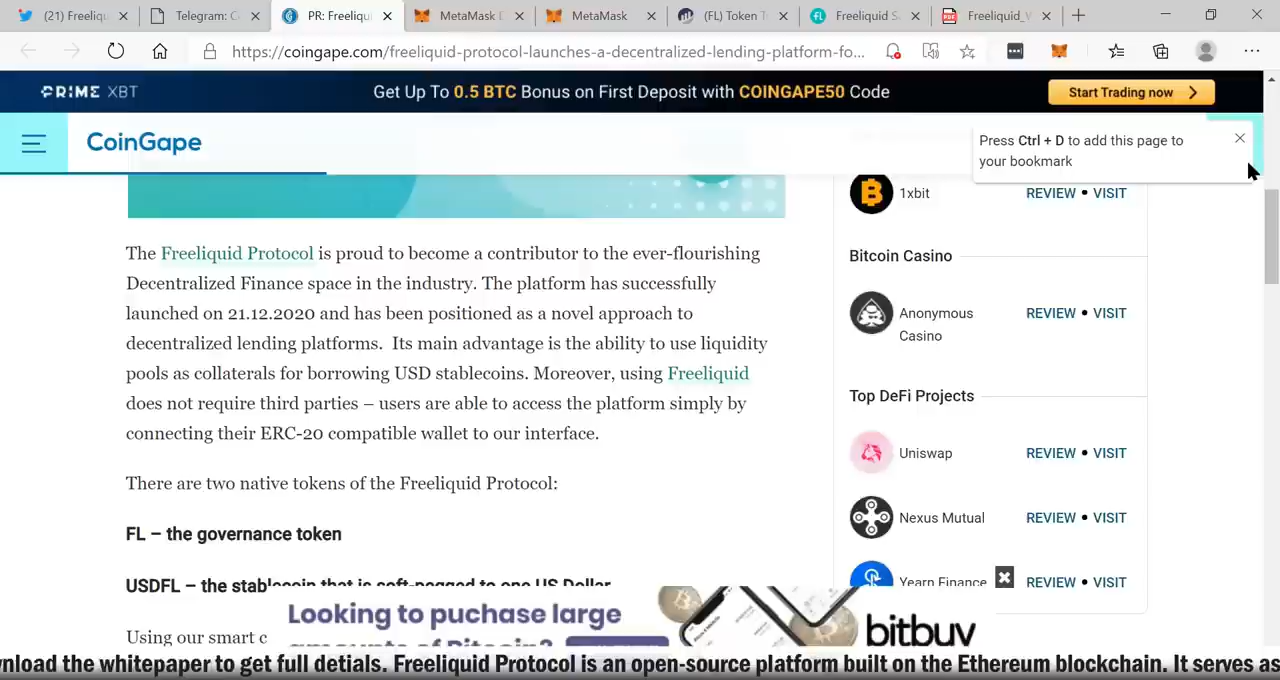 (21) Freeliqu
Telegram: C
PR: Freeliqui
MetaMask D
MetaMask
(FL) Token T
Freeliquid S
PDF
Freeliquid_V
https://coingape.com/freeliquid-protocol-launches-a-decentralized-lending-platform-fo...
PRIME XBT
Get Up To 0.5 BTC Bonus on First Deposit with COINGAPE50 Code
Start Trading now
CoinGape
Press Ctrl + D to add this page to
your bookmark
1xbit REVIEW • VISIT
The Freeliquid Protocol is proud to become a contributor to the ever-flourishing
Decentralized Finance space in the industry. The platform has successfully
launched on 21.12.2020 and has been positioned as a novel approach to
decentralized lending platforms. Its main advantage is the ability to use liquidity
pools as collaterals for borrowing USD stablecoins. Moreover, using Freeliquid
does not require third parties – users are able to access the platform simply by
connecting their ERC-20 compatible wallet to our interface.
There are two native tokens of the Freeliquid Protocol:
FL – the governance token
USDFL – the stablecoin that is soft-pegged to one US Dollar
Using our smart c
Bitcoin Casino
Anonymous
Casino
REVIEW • VISIT
Top DeFi Projects
Uniswap REVIEW • VISIT
Nexus Mutual REVIEW • VISIT
Yearn Finance REVIEW • VISIT
Looking to puchase large
amounts of Bitcoin?
bitbuy
wnload the whitepaper to get full detials. Freeliquid Protocol is an open-source platform built on the Ethereum blockchain. It serves as